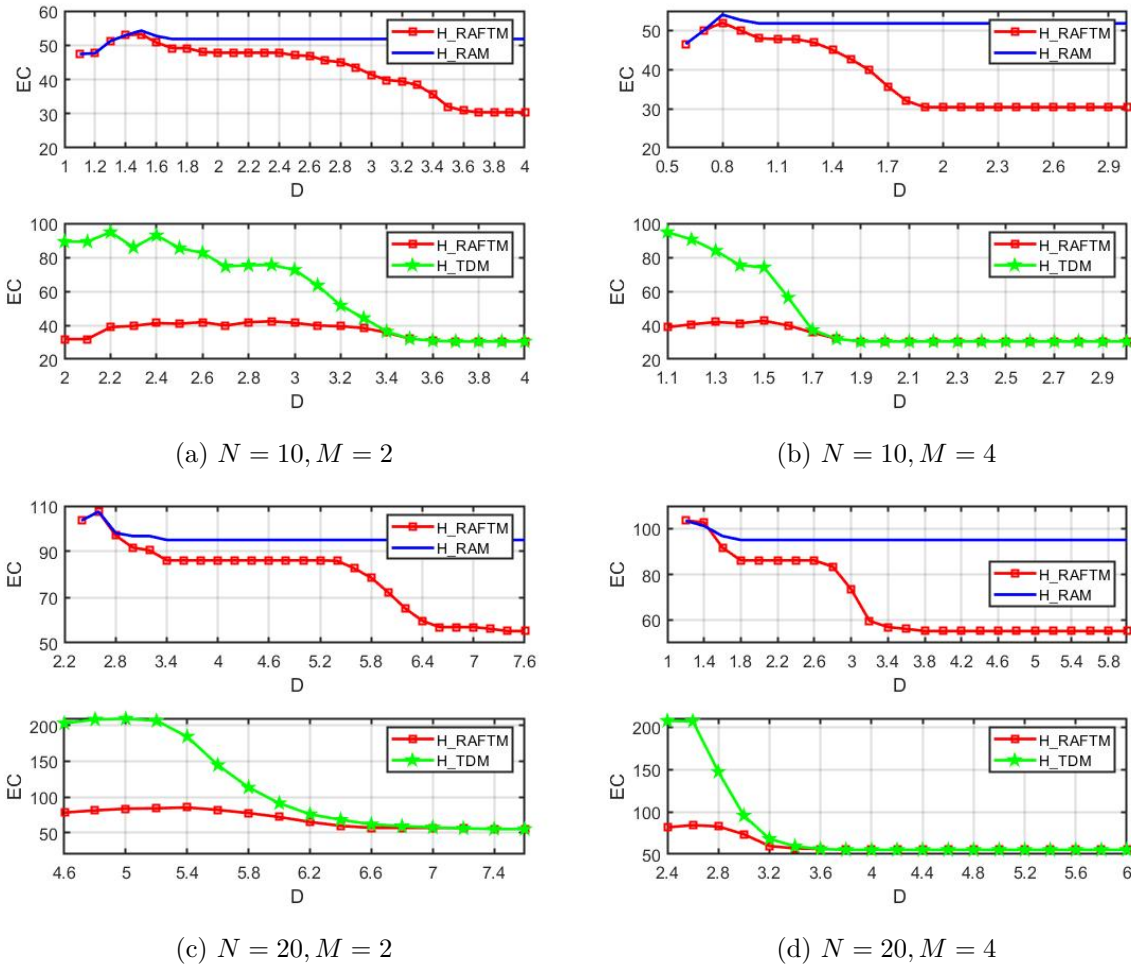 60
50
40
30
20
EC
H_RAFTM
H_RAM
1 1.2 1.4 1.6 1.8 2 2.2 2.4 2.6 2.8 3 3.2 3.4 3.6 3.8 4
D
50
40
30
20
EC
H_RAFTM
H_RAM
0.5 0.8 1.1 1.4 1.7 2 2.3 2.6 2.9
D
100
80
60
40
20
EC
H_RAFTM
H_TDM
2 2.2 2.4 2.6 2.8 3 3.2 3.4 3.6 3.8 4
D
100
80
60
40
20
EC
H_RAFTM
H_TDM
1.1 1.3 1.5 1.7 1.9 2.1 2.3 2.5 2.7 2.9
D
(a) N = 10, M = 2
(b) N = 10, M = 4
110
90
70
50
EC
H_RAFTM
H_RAM
2.2 2.8 3.4 4 4.6 5.2 5.8 6.4 7 7.6
D
100
80
60
EC
H_RAFTM
H_RAM
1 1.4 1.8 2.2 2.6 3 3.4 3.8 4.2 4.6 5 5.4 5.8
D
200
150
100
50
EC
H_RAFTM
H_TDM
4.6 5 5.4 5.8 6.2 6.6 7 7.4
D
200
150
100
50
EC
H_RAFTM
H_TDM
2.4 2.8 3.2 3.6 4 4.4 4.8 5.2 5.6 6
D
(c) N = 20, M = 2
(d) N = 20, M = 4